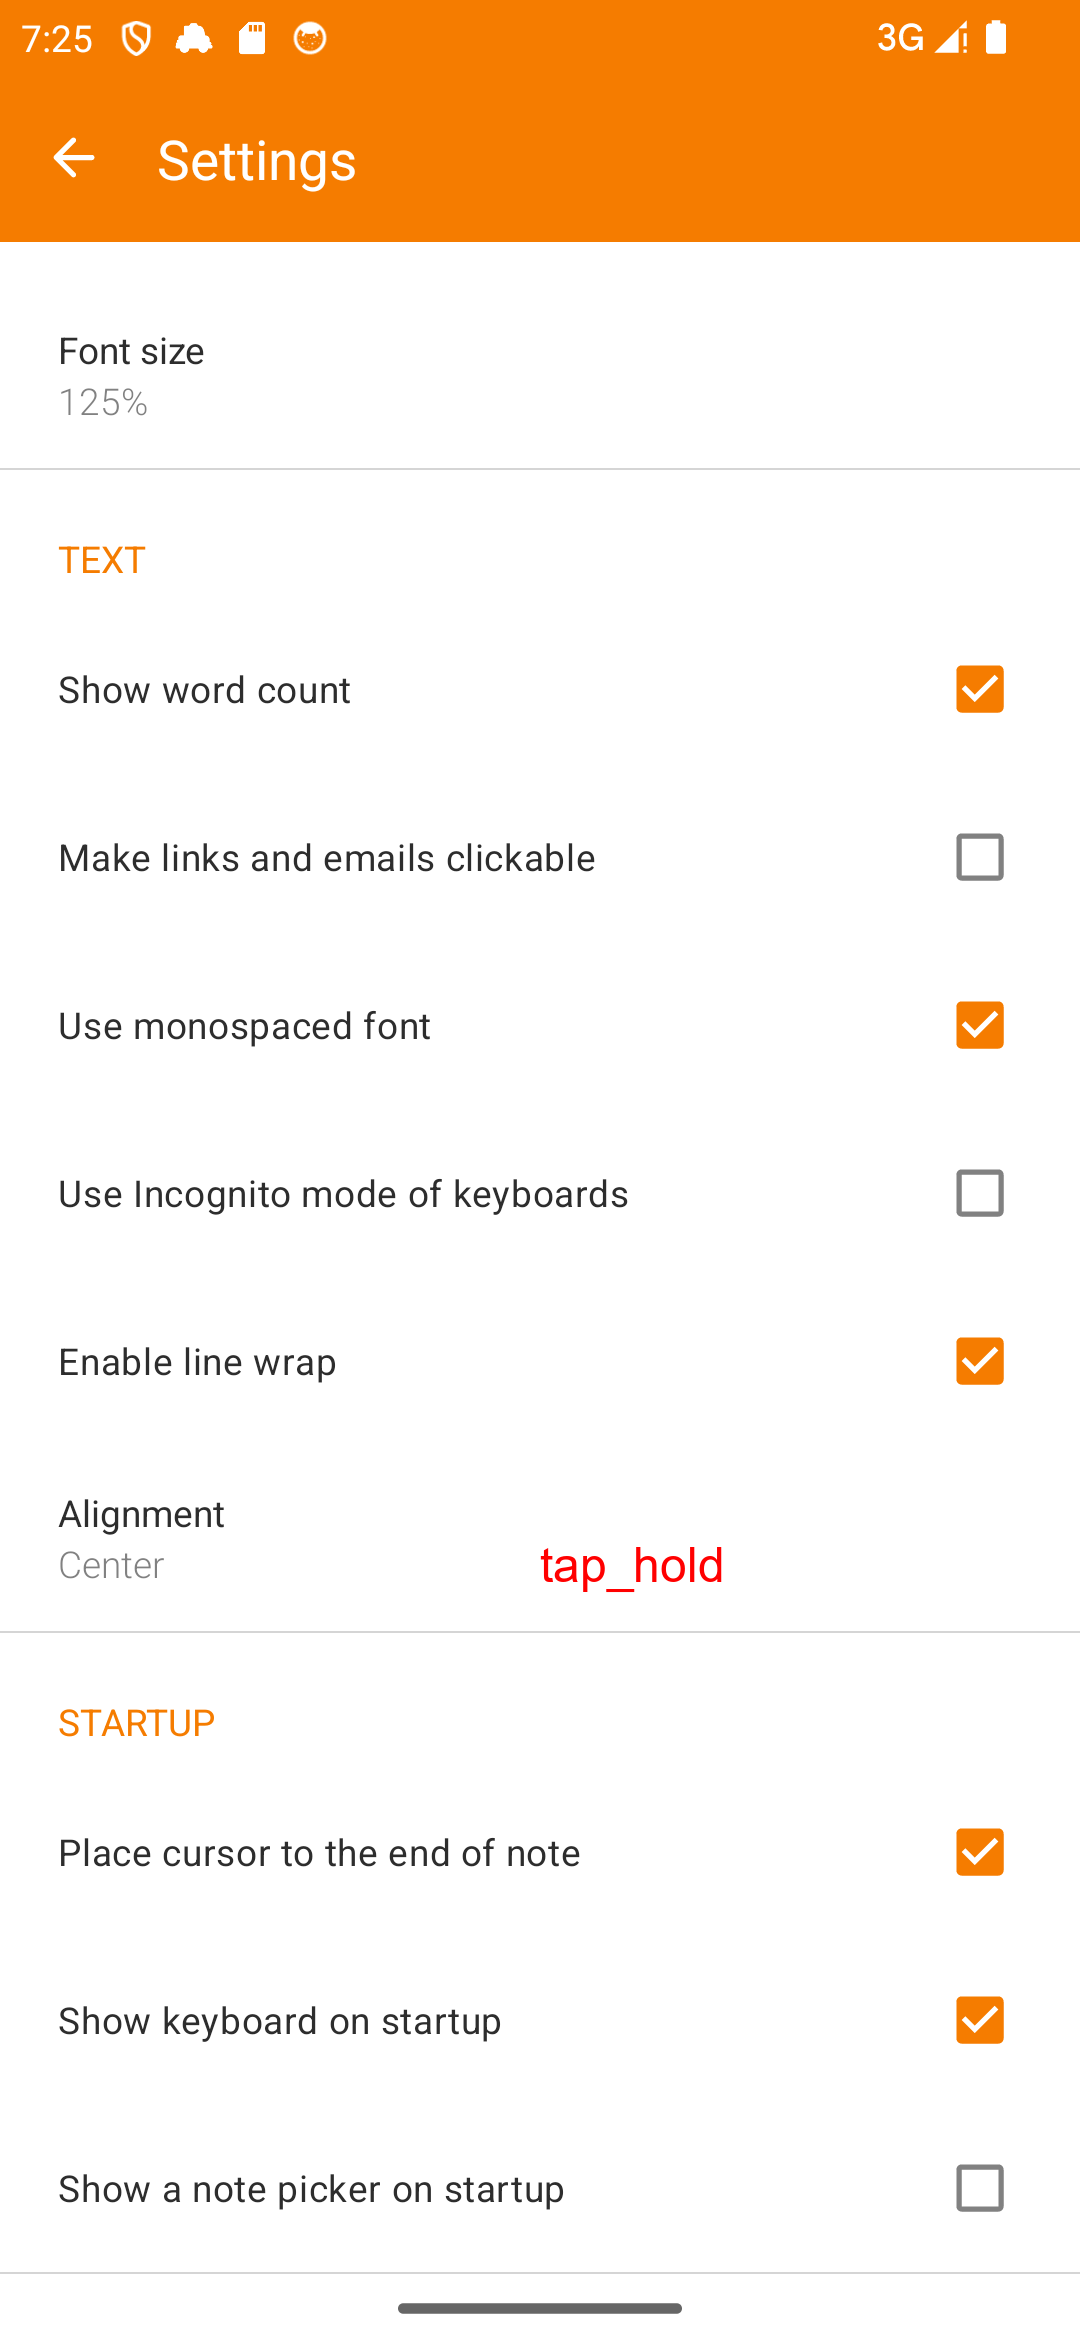 7:25
3G
Settings
Font size
125%
TEXT
Show word count
Make links and emails clickable
Use monospaced font
Use Incognito mode of keyboards
Enable line wrap
Alignment
Center
tap_hold
STARTUP
Place cursor to the end of note
Show keyboard on startup
Show a note picker on startup